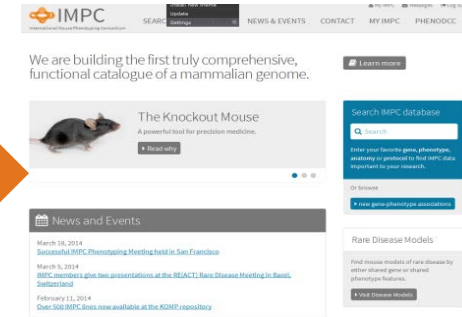 IMPC
International Mouse Phenotyping Consortium
Install new theme
Update
Settings
SEARC
NEWS & EVENTS
CONTACT
MY IMPC
PHENODCC
My IMPC
Messages
We are building the first truly comprehensive,
functional catalogue of a mammalian genome.
Learn more
The Knockout Mouse
A powerful tool for precision medicine.
Read why
Search IMPC database
Search
Enter your favorite gene, phenotype,
anatomy or protocol to find IMPC data
important to your research.
Or browse
new gene-phenotype associations
News and Events
March 18, 2014
Successful IMPC Phenotyping Meeting held in San Francisco
March 5, 2014
IMPC members give two presentations at the RE(ACT) Rare Disease Meeting in Basel,
Switzerland
February 11, 2014
Over 500 IMPC lines now available at the KOMP repository
Rare Disease Models
Find mouse models of rare disease by
either shared gene or shared
phenotype features.
Visit Disease Models